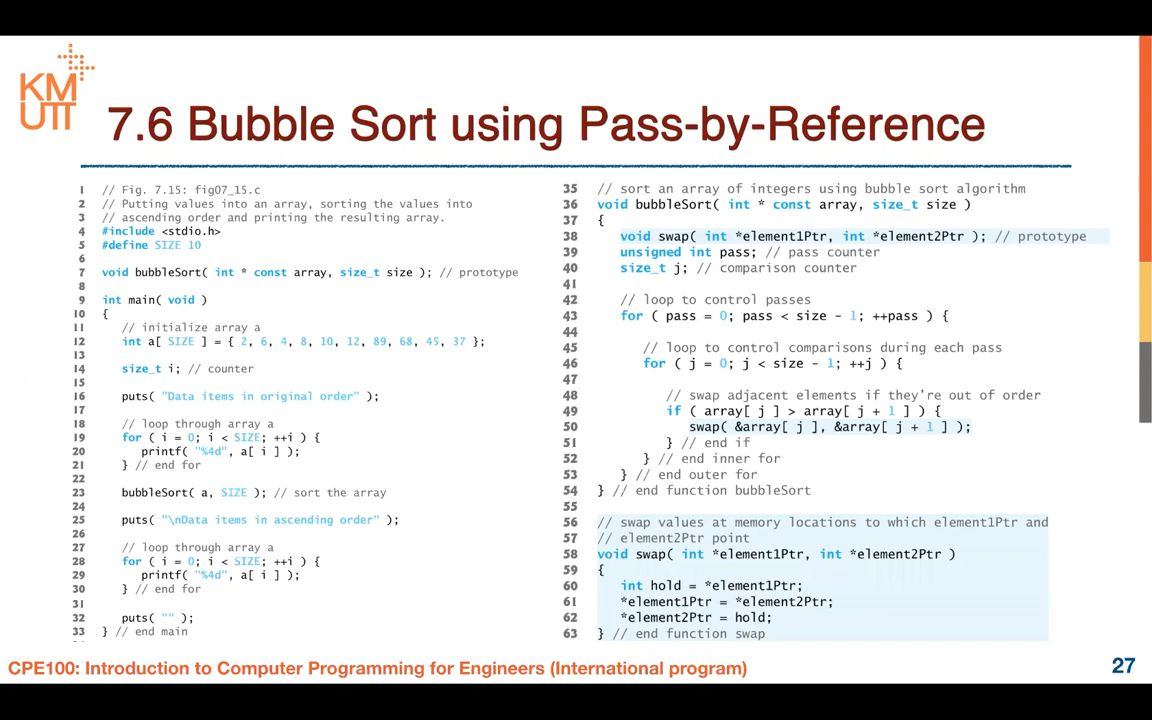 KM
UTT
7.6 Bubble Sort using Pass-by-Reference
1 // Fig. 7.15: fig07_15.c
2 // Putting values into an array, sorting the values into
3 // ascending order and printing the resulting array.
4 #include <stdio.h>
5 #define SIZE 10
6
7 void bubbleSort( int * const array, size_t size ); // prototype
8
9 int main( void )
10 {
11 // initialize array a
12 int a[ SIZE ] = { 2, 6, 4, 8, 10, 12, 89, 68, 45, 37 };
13
14 size_t i; // counter
15
16 puts( "Data items in original order" );
17
18 // loop through array a
19 for ( i = 0; i < SIZE; ++i ) {
20 printf( "%4d", a[ i ] );
21 } // end for
22
23 bubbleSort( a, SIZE ); // sort the array
24
25 puts( "\nData items in ascending order" );
26
27 // loop through array a
28 for ( i = 0; i < SIZE; ++i ) {
29 printf( "%4d", a[ i ] );
30 } // end for
31
32 puts( "" );
33 } // end main
35 // sort an array of integers using bubble sort algorithm
36 void bubbleSort( int * const array, size_t size )
37 {
38 void swap( int *element1Ptr, int *element2Ptr ); // prototype
39 unsigned int pass; // pass counter
40 size_t j; // comparison counter
41
42 // loop to control passes
43 for ( pass = 0; pass < size - 1; ++pass ) {
44
45 // loop to control comparisons during each pass
46 for ( j = 0; j < size - 1; ++j ) {
47
48 // swap adjacent elements if they're out of order
49 if ( array[ j ] > array[ j + 1 ] ) {
50 swap( &array[ j ], &array[ j + 1 ] );
51 } // end if
52 } // end inner for
53 } // end outer for
54 } // end function bubbleSort
55
56 // swap values at memory locations to which element1Ptr and
57 // element2Ptr point
58 void swap( int *element1Ptr, int *element2Ptr )
59 {
60 int hold = *element1Ptr;
61 *element1Ptr = *element2Ptr;
62 *element2Ptr = hold;
63 } // end function swap
CPE100: Introduction to Computer Programming for Engineers (International program)
27